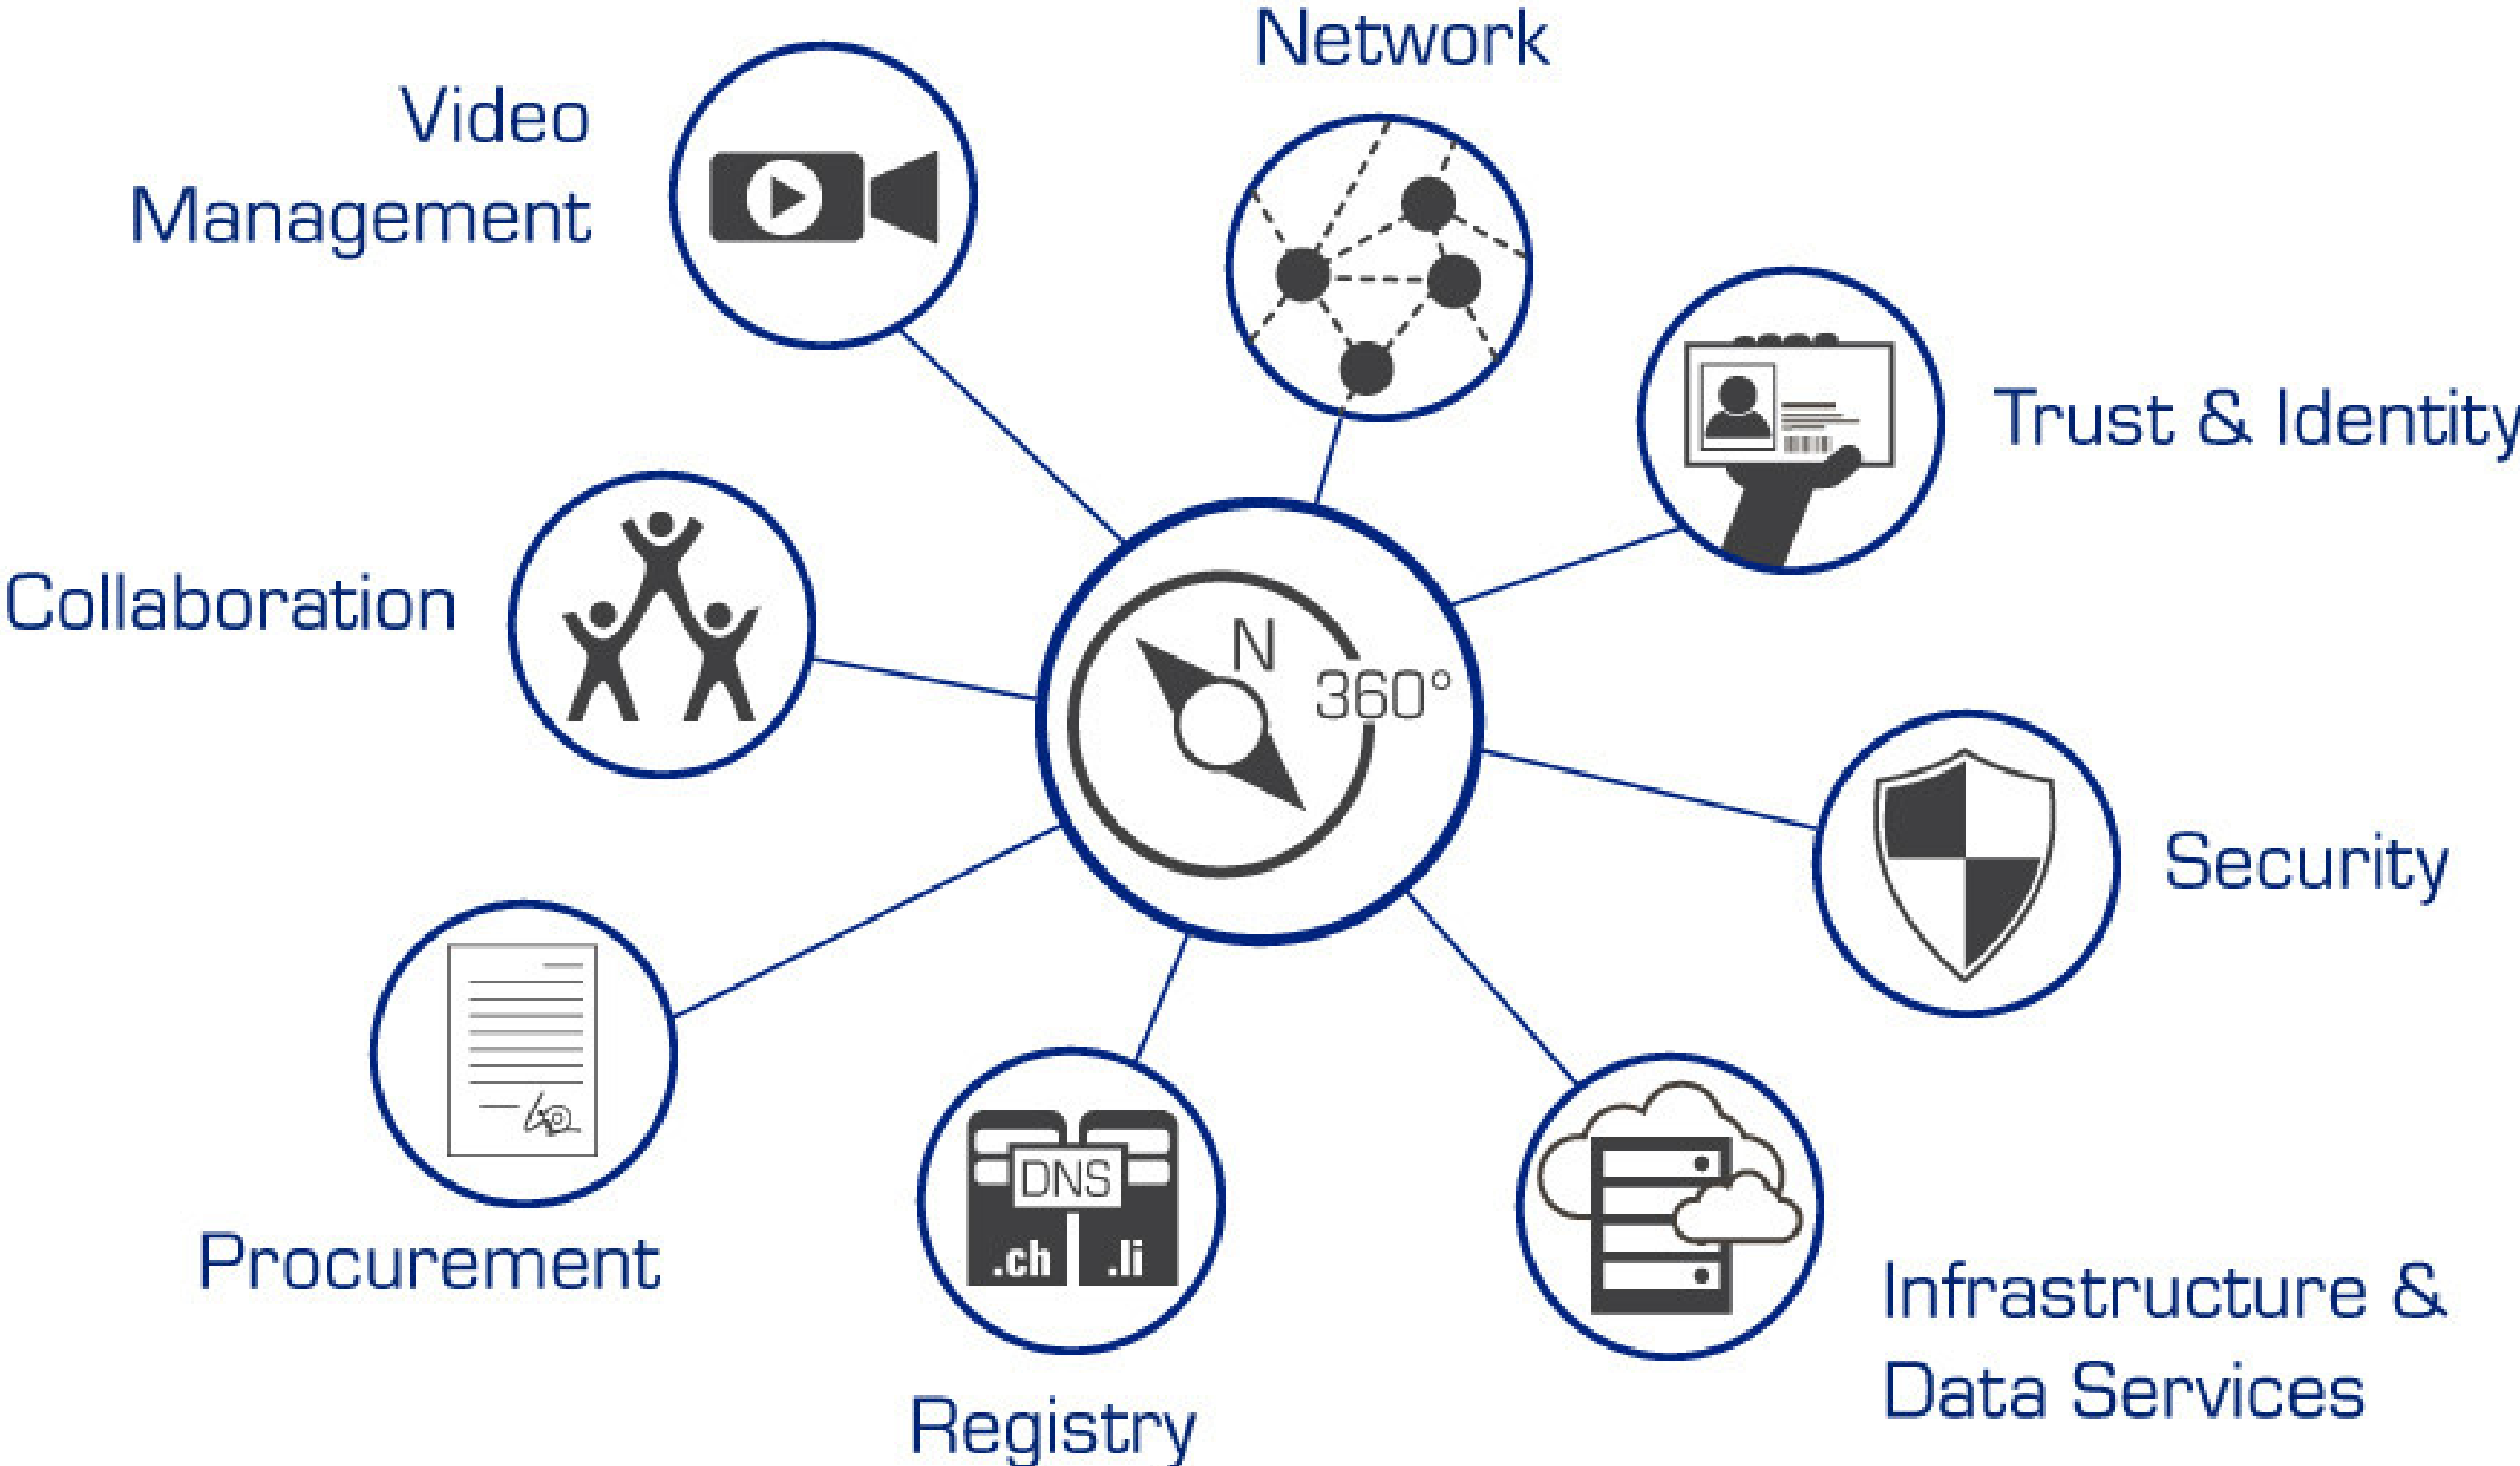 Network
Video
Management
Trust & Identity
Collaboration
N
360°
Security
Procurement
DNS
.ch .li
Infrastructure &
Data Services
Registry